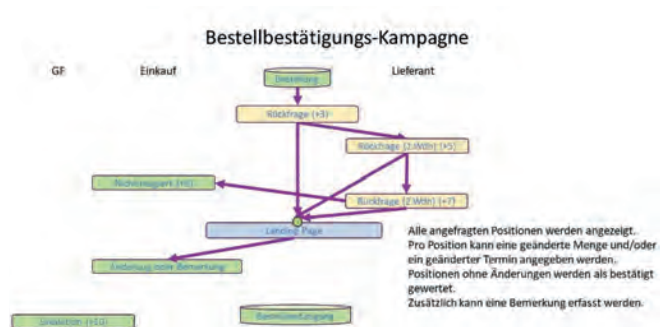 Bestellbestätigungs-Kampagne
GF
Einkauf
Lieferant
Bestellung
Rückfrage (+3)
Rückfrage (2.Wdh) (+5)
Rückfrage (2.Wdh) (+7)
Landing Page
Änderung oder Bemerkung
Alle angefragten Positionen werden angezeigt.
Pro Position kann eine geänderte Menge und/oder
ein geänderter Termin angegeben werden.
Positionen ohne Änderungen werden als bestätigt
gewertet.
Zusätzlich kann eine Bemerkung erfasst werden.
Eskalation (+10)